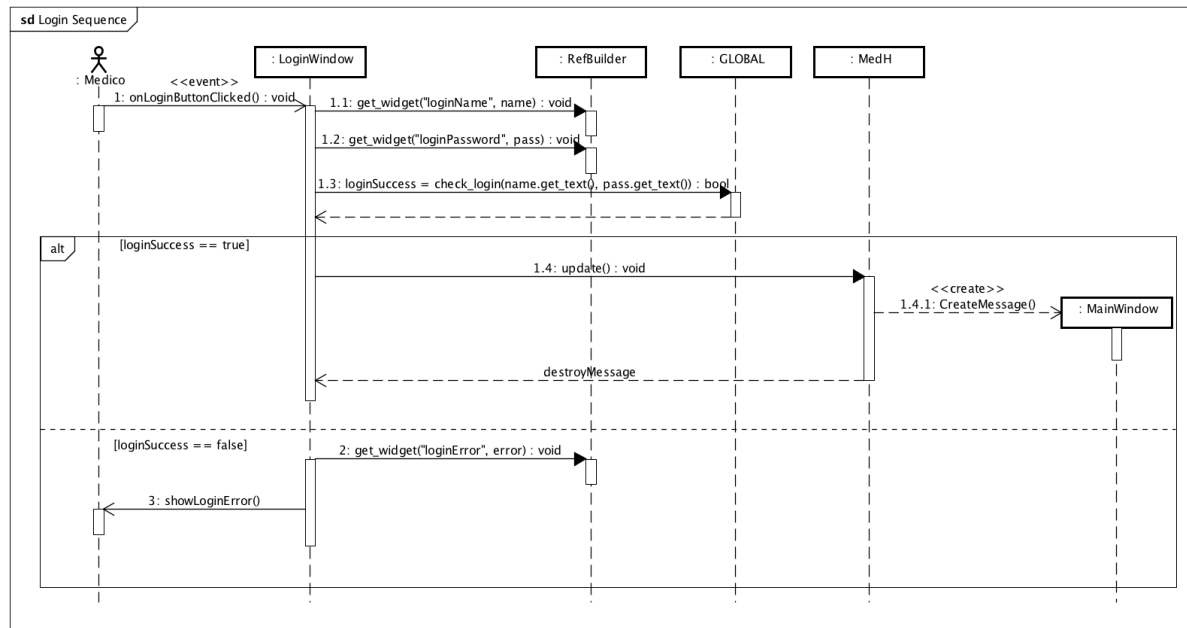 sd Login Sequence
: Medico
: LoginWindow
: RefBuilder
: GLOBAL
: MedH
<<event>>
1: onLoginButtonClicked() : void
1.1: get_widget("loginName", name) : void
1.2: get_widget("loginPassword", pass) : void
1.3: loginSuccess = check_login(name.get_text(), pass.get_text()) : bool
alt
[loginSuccess == true]
1.4: update() : void
<<create>>
1.4.1: CreateMessage()
: MainWindow
destroyMessage
[loginSuccess == false]
2: get_widget("loginError", error) : void
3: showLoginError()